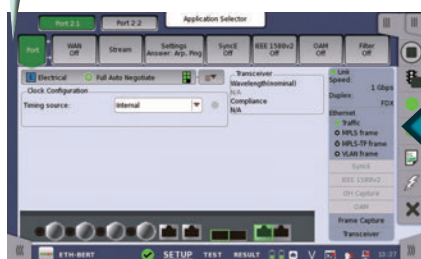 Port 2.1
Port 2.2
Application Selector
Port
WAN
Off
Stream
Settings
Answer: Arp, Ping
SyncE
Off
IEEE 1588v2
Off
OAM
Off
Filter
Off
Electrical
Full Auto Negotiate
Clock Configuration
Timing source:
Internal
Transceiver
Wavelength(nominal)
N/A
Compliance
N/A
Link
Speed:
1 Gbps
Duplex:
FDX
Ethernet
Traffic
MPLS frame
MPLS-TP frame
VLAN frame
SyncE
IEEE 1588v2
OH Capture
OAM
Frame Capture
Transceiver
ETH-BERT
SETUP
TEST
RESULT
13:27